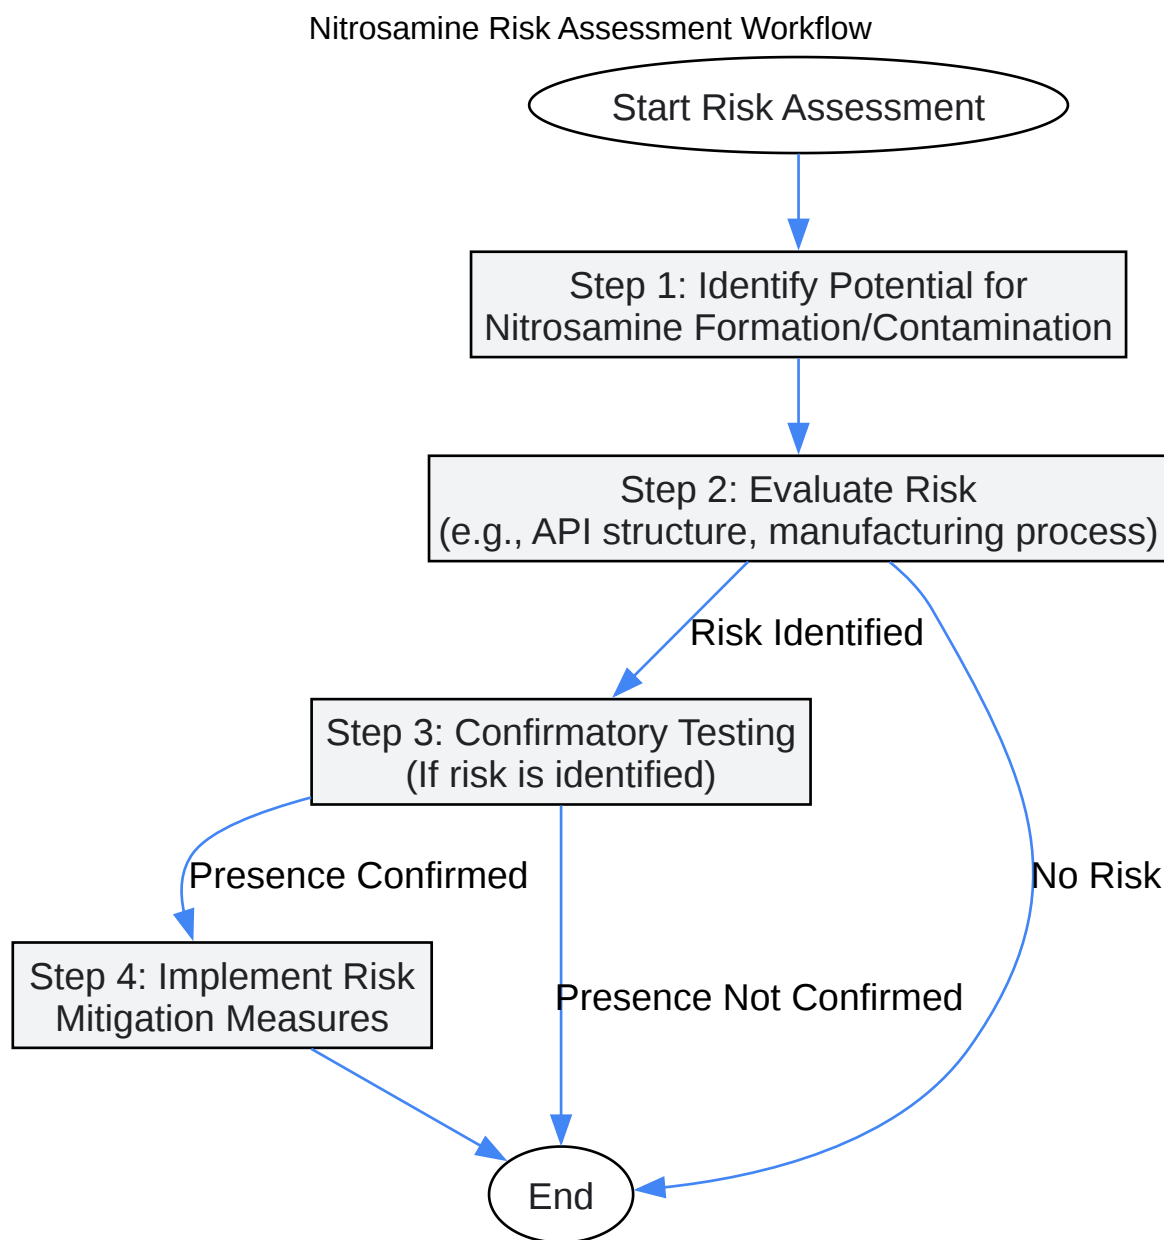 Nitrosamine Risk Assessment Workflow
Start Risk Assessment
Step 1: Identify Potential for
Nitrosamine Formation/Contamination
Step 2: Evaluate Risk
(e.g., API structure, manufacturing process)
Risk Identified
Step 3: Confirmatory Testing
(If risk is identified)
Presence Confirmed
No Risk
Step 4: Implement Risk
Mitigation Measures
Presence Not Confirmed
End